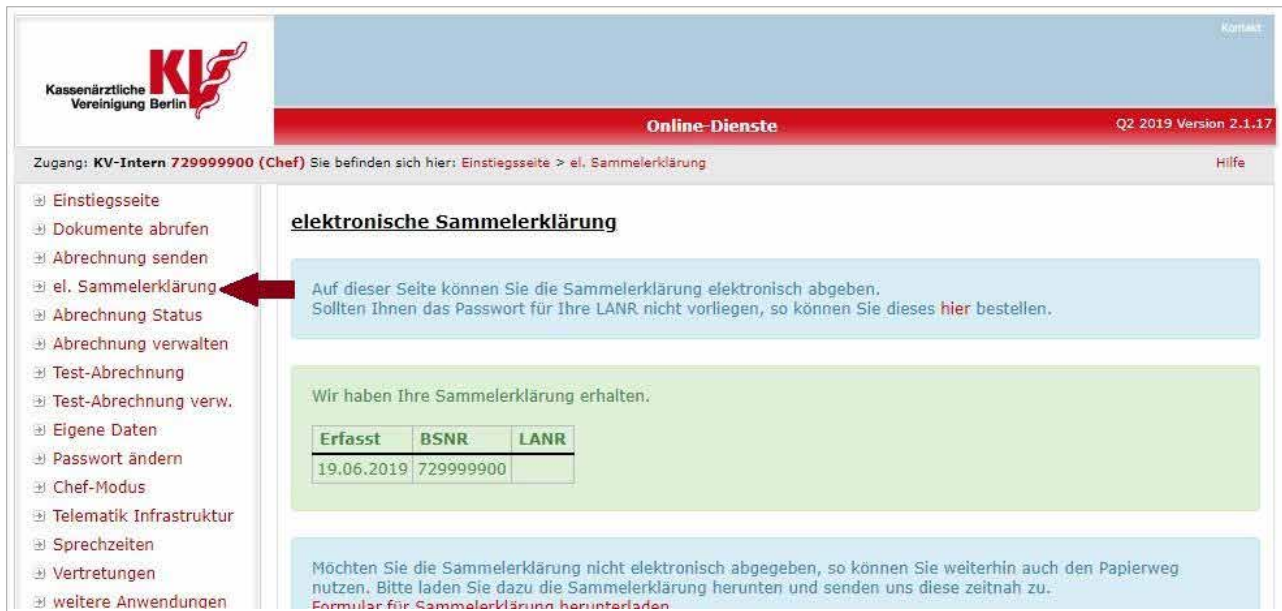 Kontakt
Kassenärztliche
Vereinigung Berlin
KV
Online-Dienste
Q2 2019 Version 2.1.17
Zugang: KV-Intern 729999900 (Chef) Sie befinden sich hier: Einstiegsseite > el. Sammelerklärung
Hilfe
Einstiegsseite
Dokumente abrufen
Abrechnung senden
el. Sammelerklärung
Abrechnung Status
Abrechnung verwalten
Test-Abrechnung
Test-Abrechnung verw.
Eigene Daten
Passwort ändern
Chef-Modus
Telematik Infrastruktur
Sprechzeiten
Vertretungen
weitere Anwendungen
elektronische Sammelerklärung
Auf dieser Seite können Sie die Sammelerklärung elektronisch abgeben.
Sollten Ihnen das Passwort für Ihre LANR nicht vorliegen, so können Sie dieses hier bestellen.
Wir haben Ihre Sammelerklärung erhalten.
Erfasst BSNR LANR
19.06.2019 729999900
Möchten Sie die Sammelerklärung nicht elektronisch abgegeben, so können Sie weiterhin auch den Papierweg
nutzen. Bitte laden Sie dazu die Sammelerklärung herunten und senden uns diese zeitnah zu.
Formular für Sammelerklärung herunterladen